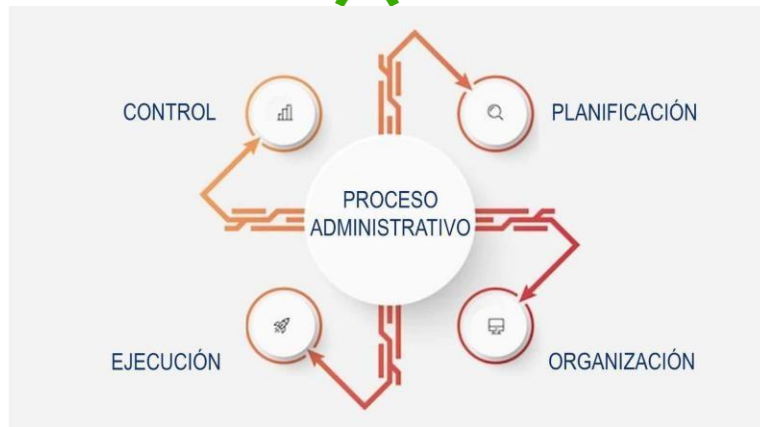 CONTROL
PLANIFICACIÓN
PROCESO
ADMINISTRATIVO
EJECUCIÓN
ORGANIZACIÓN